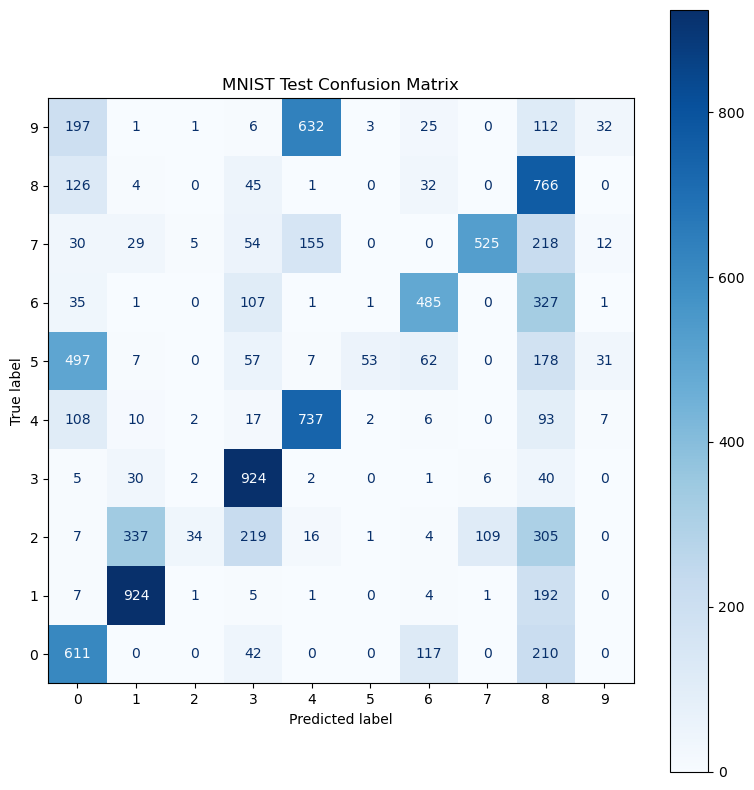 MNIST Test Confusion Matrix
9 197 1 1 6 632 3 25 0 112 32
8 126 4 0 45 1 0 32 0 766 0
7 30 29 5 54 155 0 0 525 218 12
6 35 1 0 107 1 1 485 0 327 1
5 497 7 0 57 7 53 62 0 178 31
4 108 10 2 17 737 2 6 0 93 7
3 5 30 2 924 2 0 1 6 40 0
2 7 337 34 219 16 1 4 109 305 0
1 7 924 1 5 1 0 4 1 192 0
0 611 0 0 42 0 0 117 0 210 0
0 1 2 3 4 5 6 7 8 9
Predicted label
True label
800
600
400
200
0